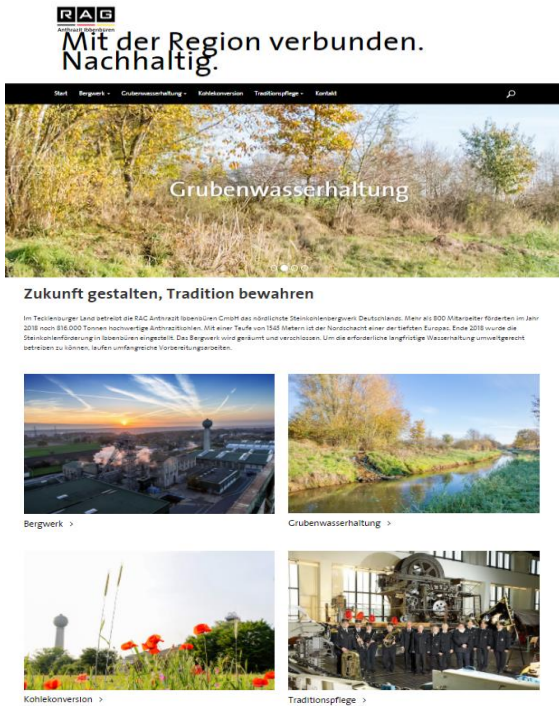 RAG
Anthrazit Ibbenbüren
Mit der Region verbunden.
Nachhaltig.
Start Bergwerk Grubenwasserhaltung Kohlekonversion Traditionspflege Kontakt
Grubenwasserhaltung
Zukunft gestalten, Tradition bewahren
Im Tecklenburger Land betreibt die RAG Anthrazit Ibbenbüren GmbH das nördlichste Steinkohlenbergwerk Deutschlands. Mehr als 800 Mitarbeiter förderten im Jahr
2018 noch 816.000 Tonnen hochwertige Anthrazitkohlen. Mit einer Teufe von 1545 Metern ist der Nordschacht einer der tiefsten Europas. Ende 2018 wurde die
Steinkohlenförderung in Ibbenbüren eingestellt. Das Bergwerk wird geräumt und verschlossen. Um die erforderliche langfristige Wasserhaltung umweltgerecht
betreiben zu können, laufen umfangreiche Vorbereitungsarbeiten.
Bergwerk >
Grubenwasserhaltung >
Kohlekonversion >
Traditionspflege >